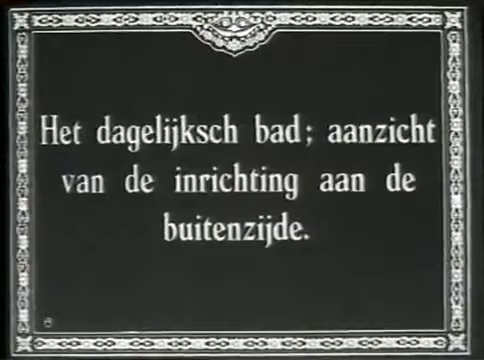 Het dagelijksch bad; aanzicht
van de inrichting aan de
buitenzijde.